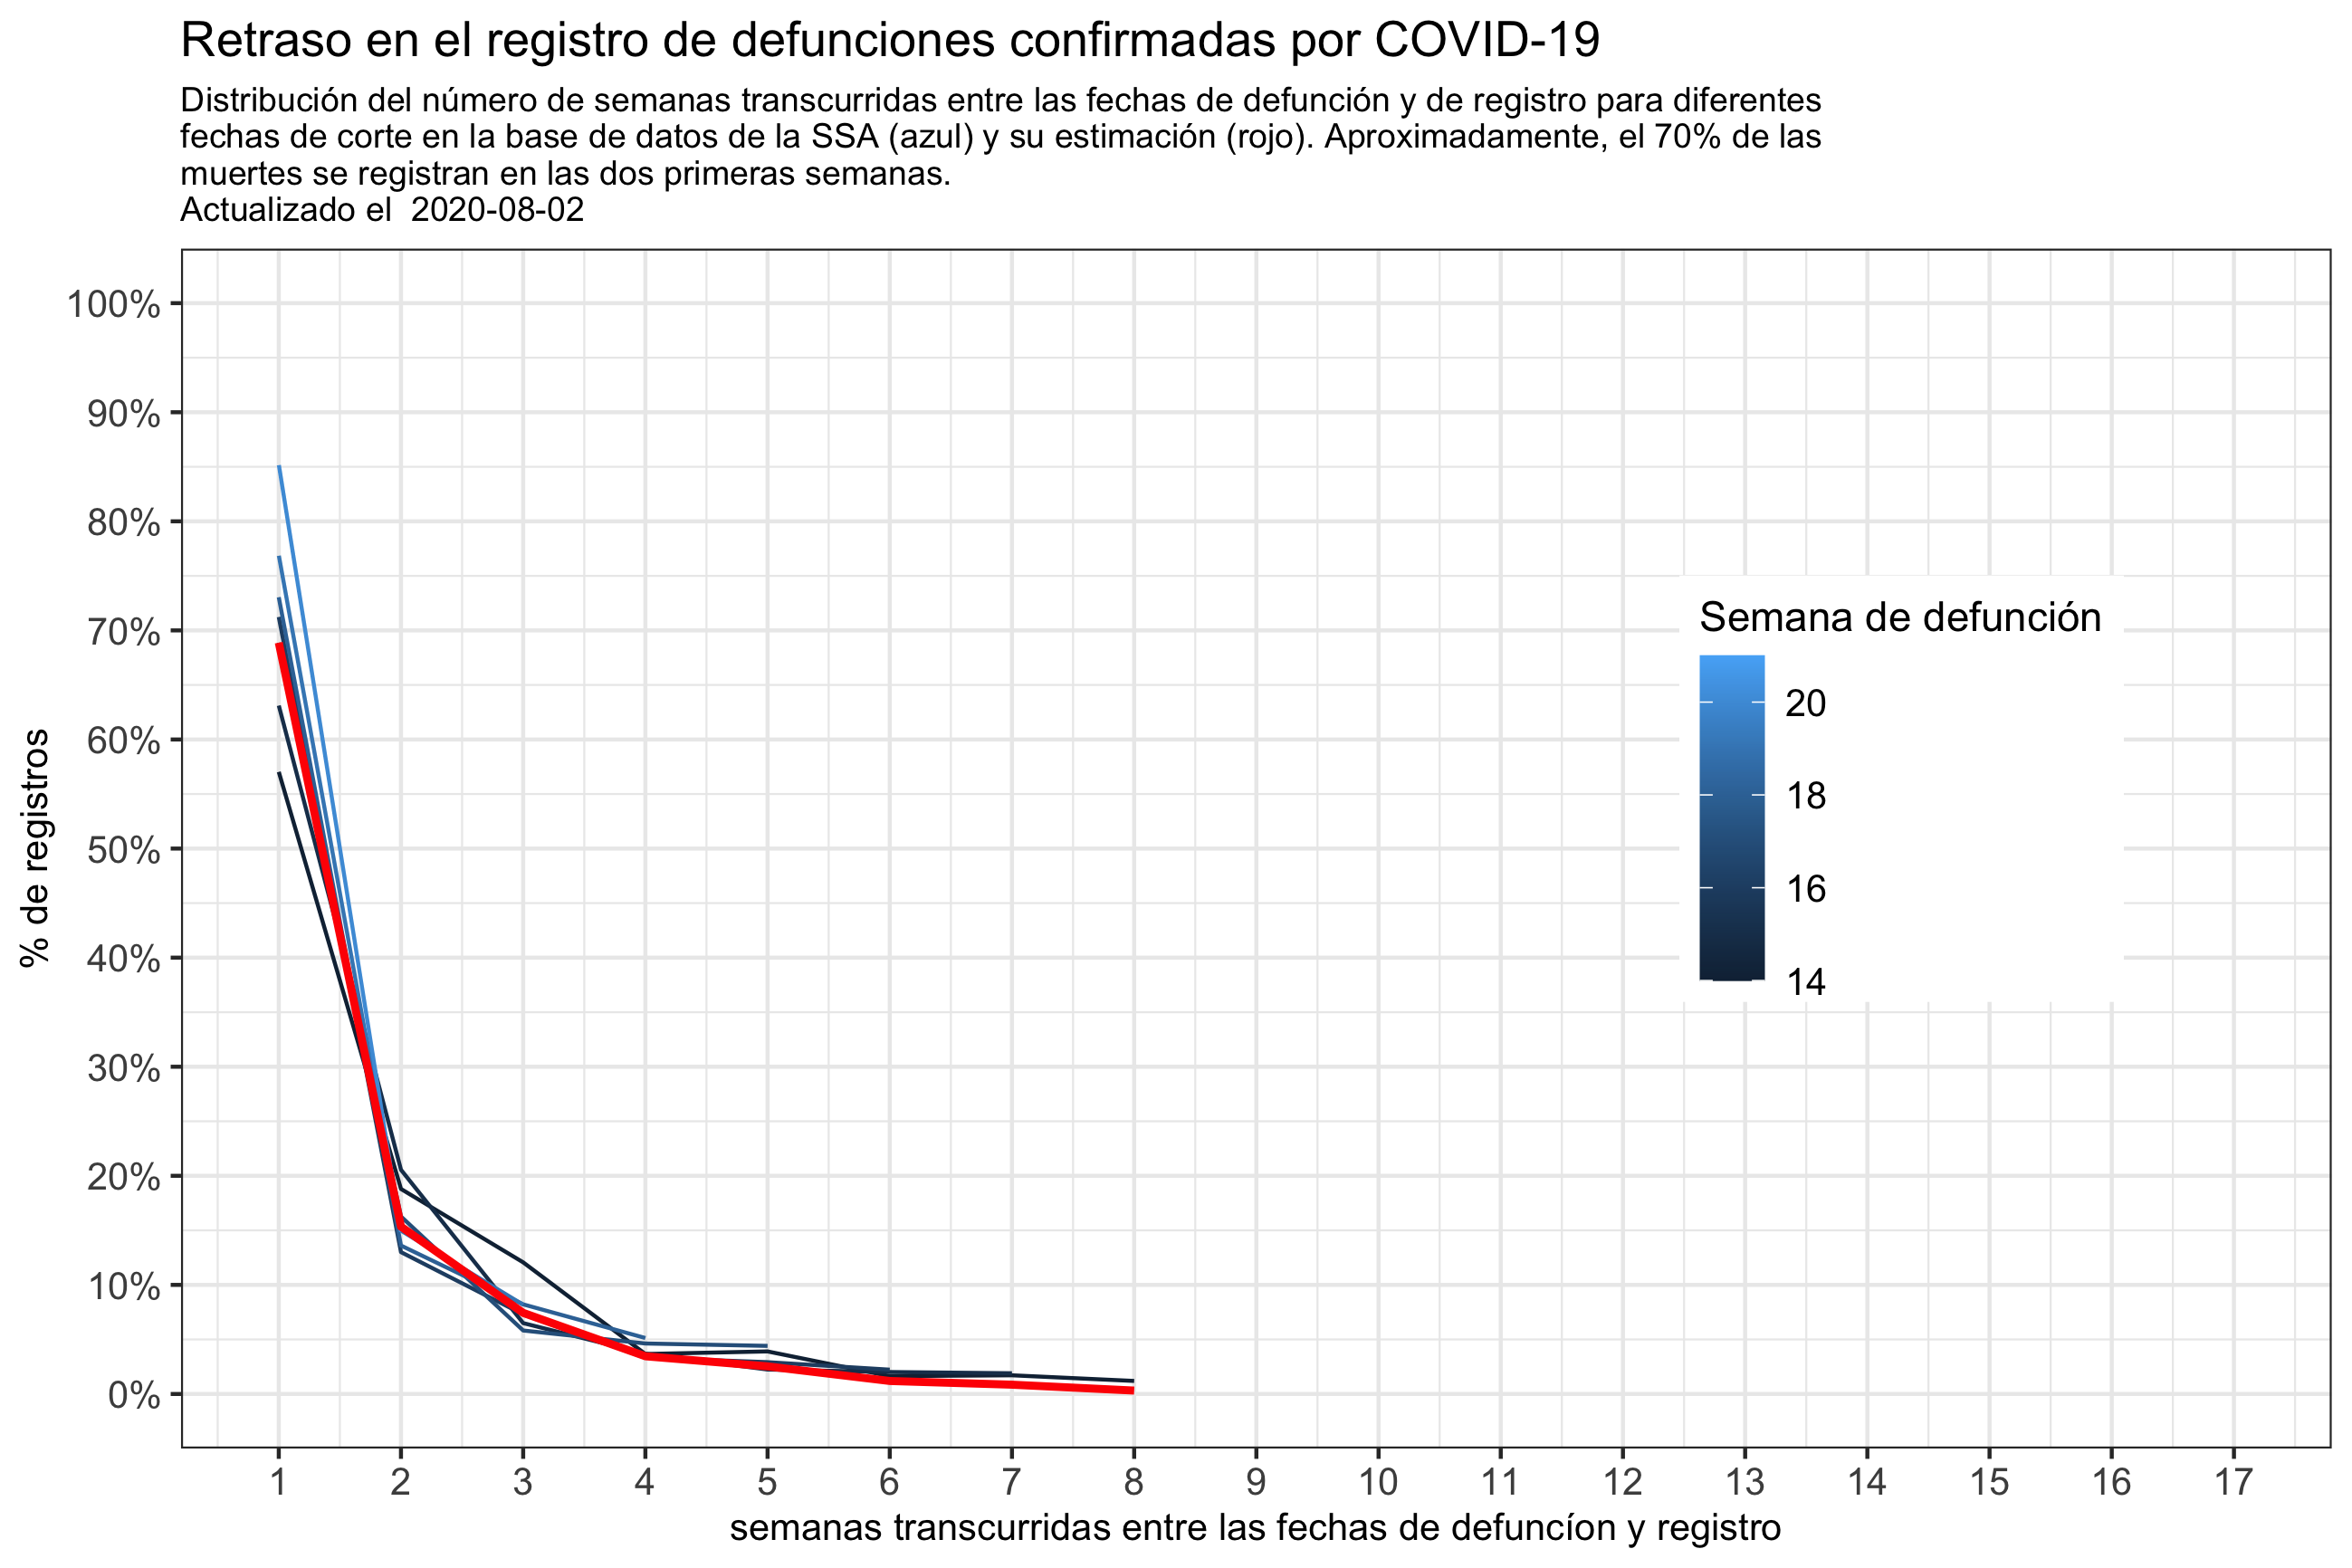 Retraso en el registro de defunciones confirmadas por COVID-19
Distribución del número de semanas transcurridas entre las fechas de defunción y de registro para diferentes
fechas de corte en la base de datos de la SSA (azul) y su estimación (rojo). Aproximadamente, el 70% de las
muertes se registran en las dos primeras semanas.
Actualizado el  2020-08-02
% de registros
100%
90%
80%
70%
60%
50%
40%
30%
20%
10%
0%
Semana de defunción
20
18
16
14
1 2 3 4 5 6 7 8 9 10 11 12 13 14 15 16 17
semanas transcurridas entre las fechas de defuncíon y registro